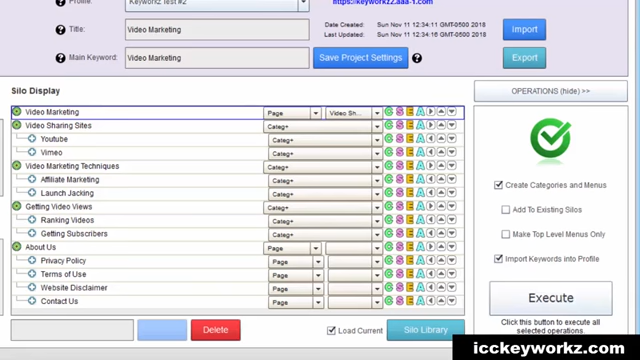 Profile:
Keyworkz Test #2
https://keyworkz2.aaa-1.com
Title:
Video Marketing
Date Created: Sun Nov 11 12:34:11 GMT-0500 2018
Last Updated: Sun Nov 11 12:34:16 GMT-0500 2018
Import
Main Keyword:
Video Marketing
Save Project Settings
Export
Silo Display
OPERATIONS (hide) >>
Video Marketing Page Video Sh... C S E A
Video Sharing Sites Categ+ C S E A
Youtube Categ+ C S E A
Vimeo Categ+ C S E A
Video Marketing Techniques Categ+ C S E A
Affiliate Marketing Categ+ C S E A
Launch Jacking Categ+ C S E A
Getting Video Views Categ+ C S E A
Ranking Videos Categ+ C S E A
Getting Subscribers Categ+ C S E A
About Us Page C S E A
Privacy Policy Page C S E A
Terms of Use Page C S E A
Website Disclaimer Page C S E A
Contact Us Page C S E A
Create Categories and Menus
Add To Existing Silos
Make Top Level Menus Only
Import Keywords into Profile
Execute
Click this button to execute all
selected operations.
Delete
Load Current
Silo Library
icckeyworkz.com